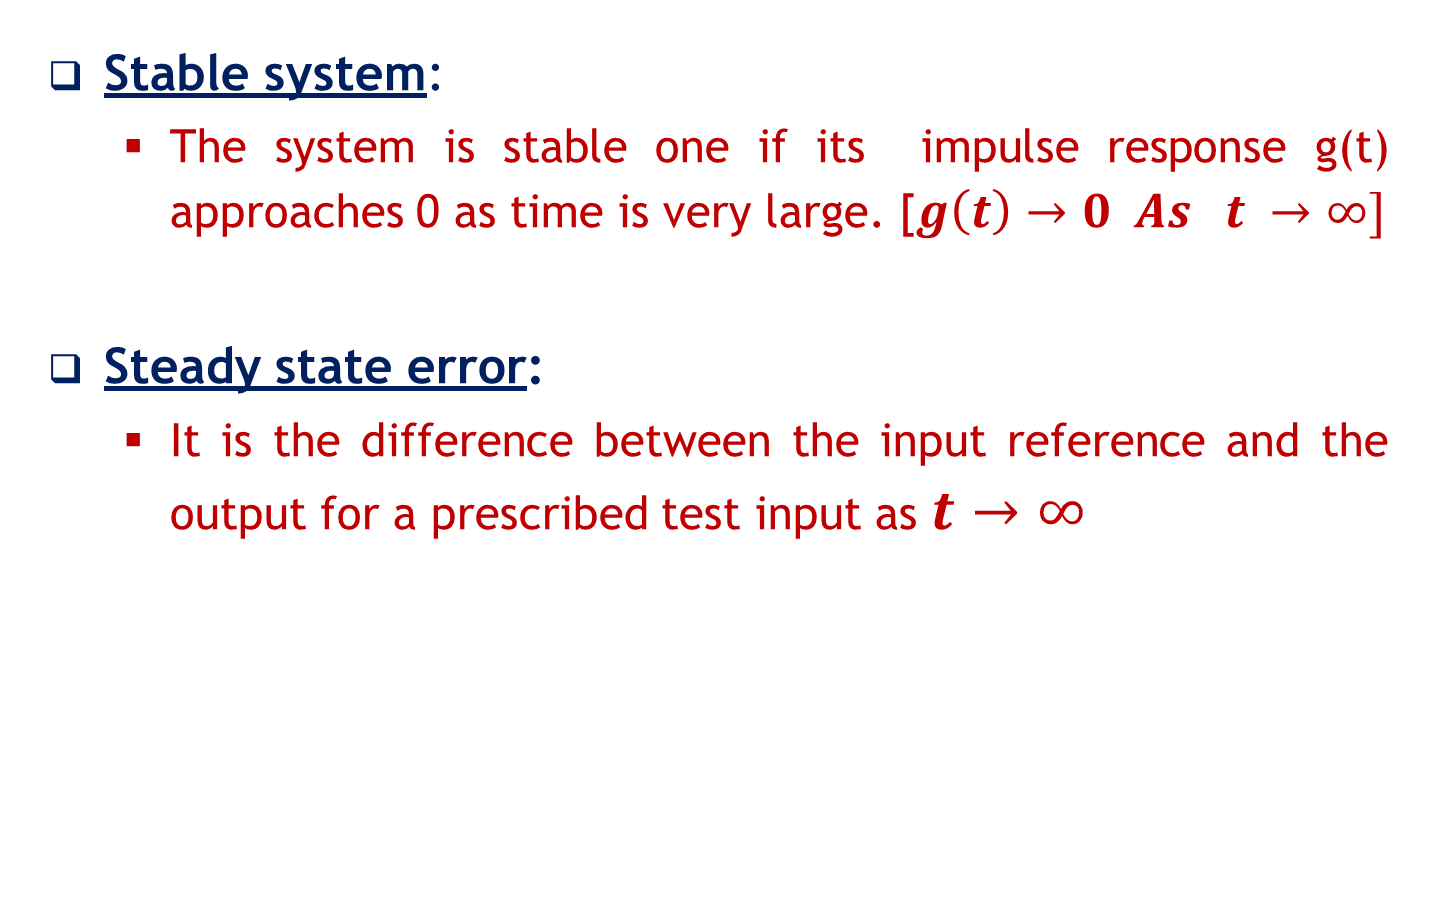 ❑ Stable system:
▪ The system is stable one if its impulse response g(t)
approaches 0 as time is very large. [g(t) → 0 As t → ∞]
❑ Steady state error:
▪ It is the difference between the input reference and the
output for a prescribed test input as t → ∞